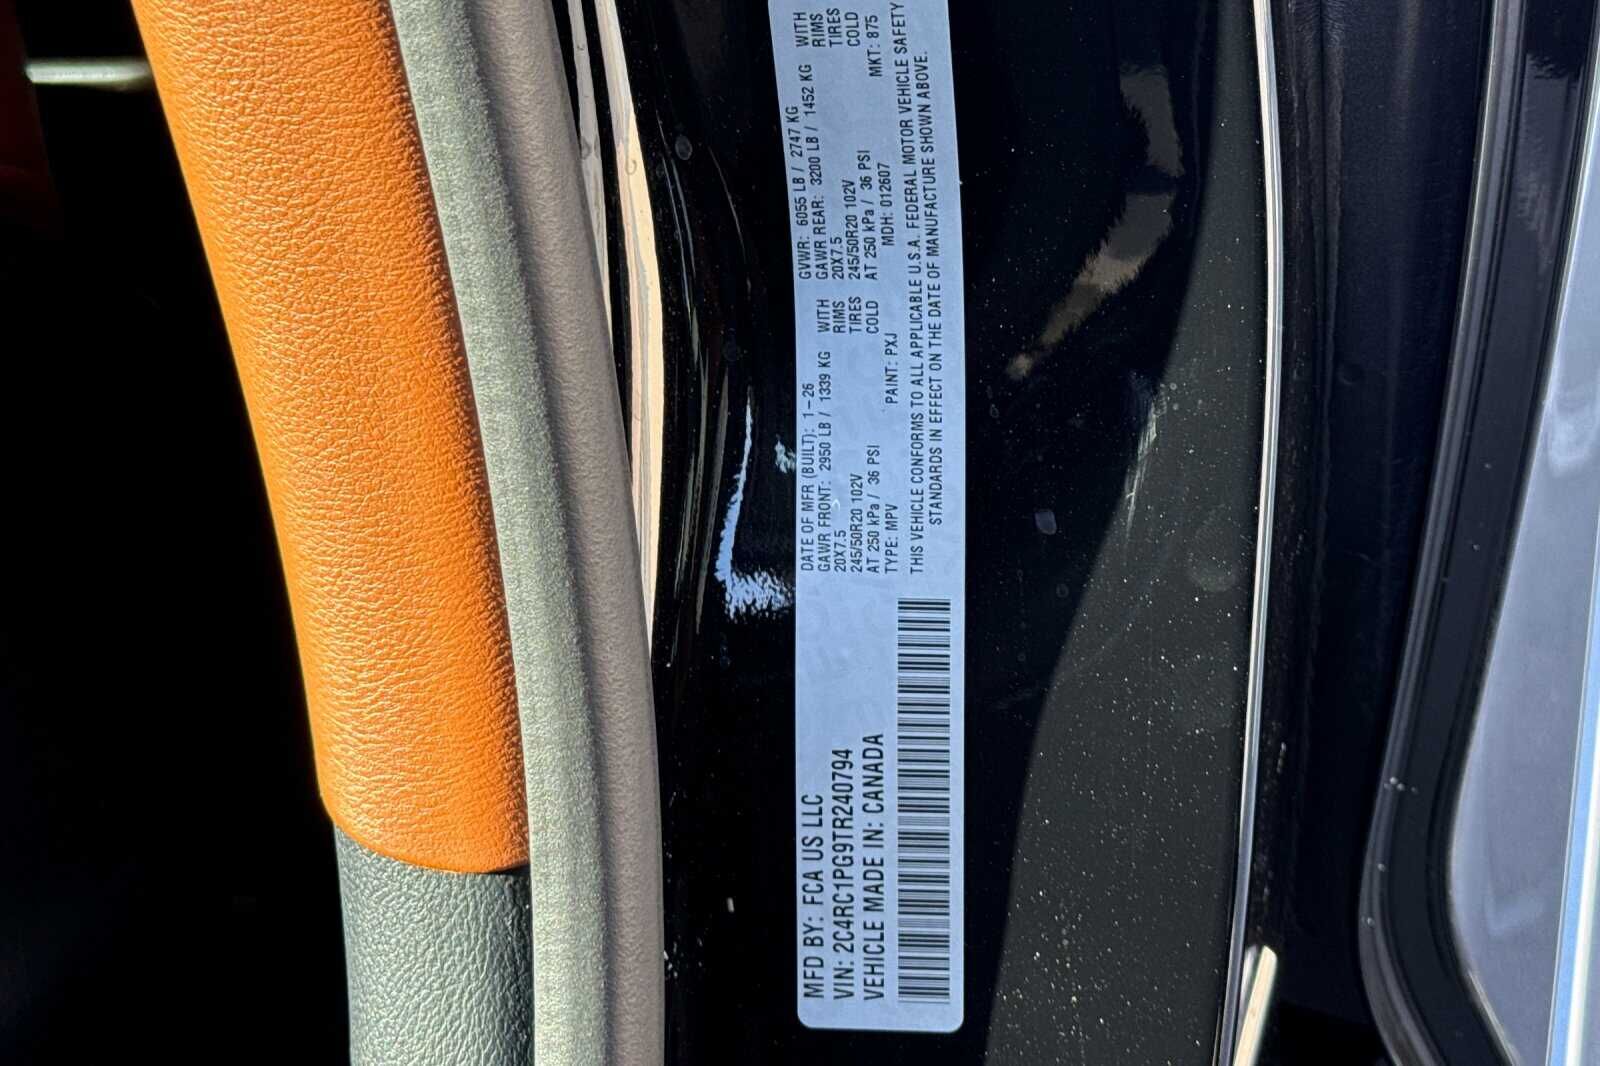 MFD BY: FCA US LLC
VIN: 2C4RC1PG9TR240794
VEHICLE MADE IN: CANADA
DATE OF MFR (BUILT): 1-26 GVWR: 6055 LB / 2747 KG
GAWR FRONT: 2950 LB / 1339 KG WITH GAWR REAR: 3200 LB / 1452 KG WITH
20X7.5 RIMS 20X7.5 RIMS
245/50R20 102V TIRES 245/50R20 102V TIRES
AT 250 kPa / 36 PSI COLD AT 250 kPa / 36 PSI COLD
TYPE: MPV PAINT: PXJ MDH: 012607 MKT: 875
THIS VEHICLE CONFORMS TO ALL APPLICABLE U.S.A. FEDERAL MOTOR VEHICLE SAFETY
STANDARDS IN EFFECT ON THE DATE OF MANUFACTURE SHOWN ABOVE.